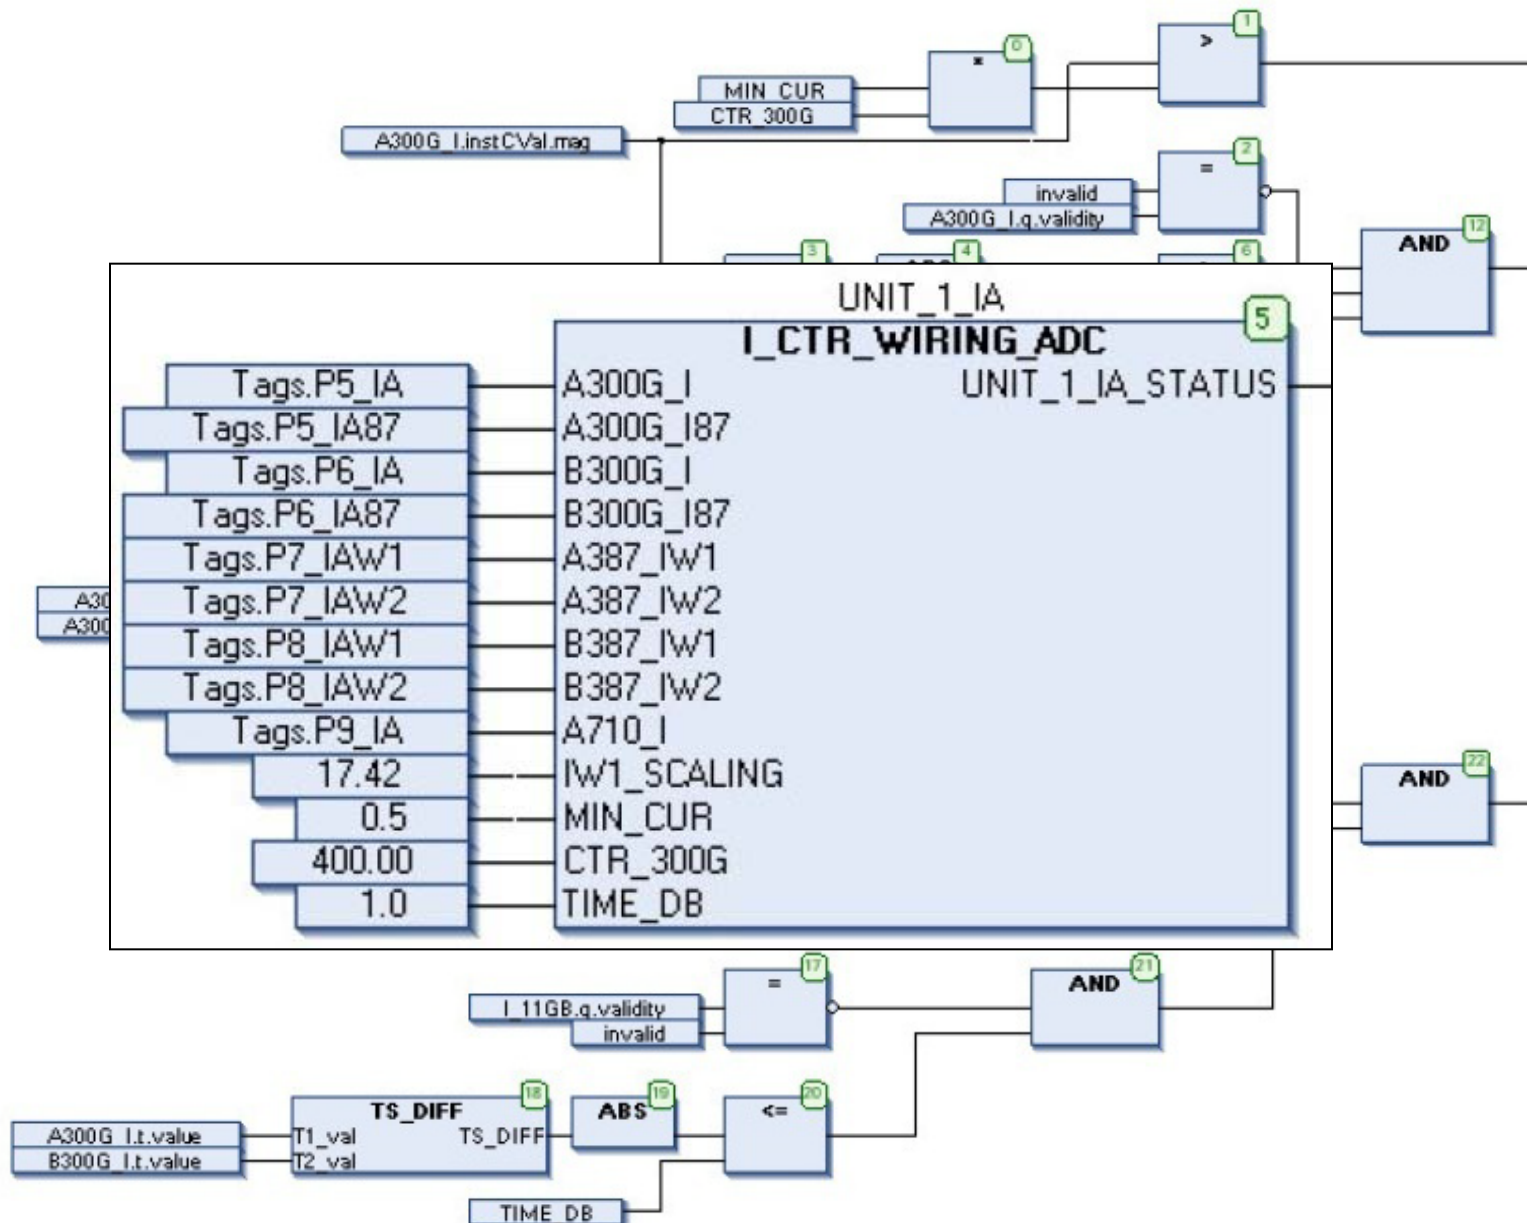 1
>
0
*
MIN_CUR
CTR_300G
A300G_I.instCVal.mag
2
=
invalid
A300G_I.q.validity
12
AND
3
4
6
UNIT_1_IA
5
I_CTR_WIRING_ADC
Tags.P5_IA A300G_I UNIT_1_IA_STATUS
Tags.P5_IA87 A300G_I87
Tags.P6_IA B300G_I
Tags.P6_IA87 B300G_I87
Tags.P7_IAW1 A387_IW1
Tags.P7_IAW2 A387_IW2
Tags.P8_IAW1 B387_IW1
Tags.P8_IAW2 B387_IW2
Tags.P9_IA A710_I
17.42 IW1_SCALING
0.5 MIN_CUR
400.00 CTR_300G
1.0 TIME_DB
A30
A300
22
AND
17
=
I_11GB.q.validity
invalid
21
AND
18
TS_DIFF
A300G_I.t.value T1_val TS_DIFF
B300G_I.t.value T2_val
19
ABS
20
<=
TIME_DB